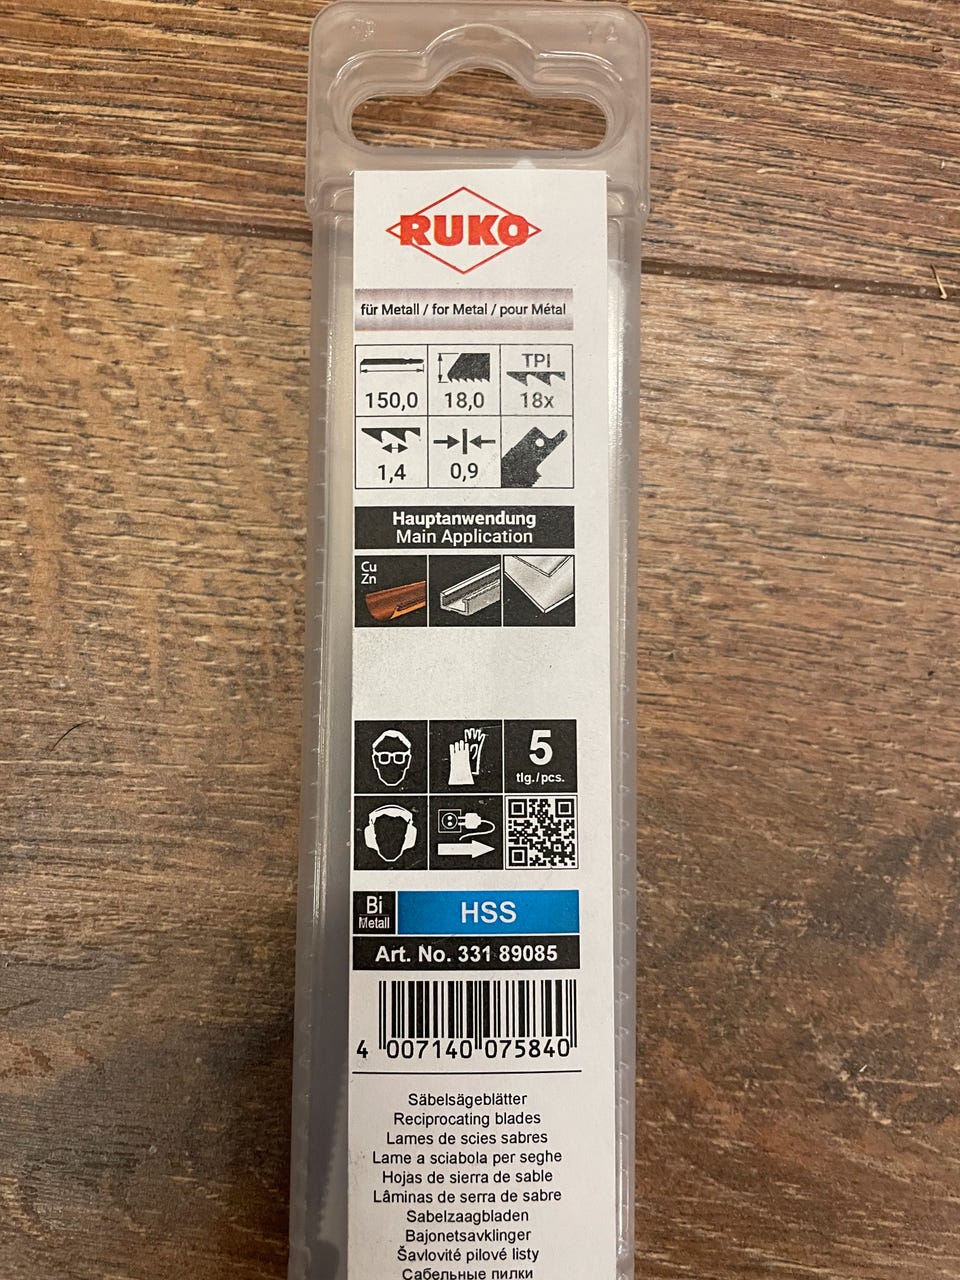 RUKO
für Metall / for Metal / pour Métal
TPI
150,0 18,0 18x
1,4 0,9
Hauptanwendung
Main Application
Cu
Zn
5
tlg./pcs.
Bi
Metall
HSS
Art. No. 331 89085
4 007140 075840
Säbelsägeblätter
Reciprocating blades
Lames de scies sabres
Lame a sciabola per seghe
Hojas de sierra de sable
Lâminas de serra de sabre
Sabelzaagbladen
Bajonetsavklinger
Šavlovité pilové listy
Сабельные пилки